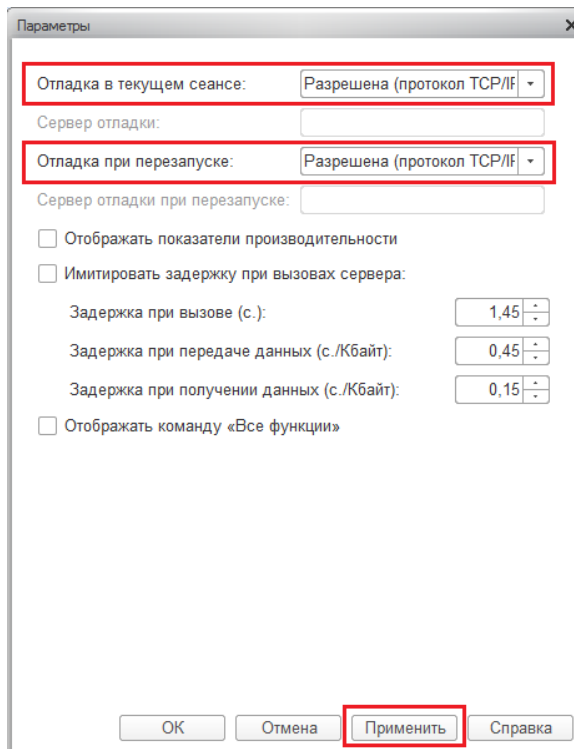 Параметры
Отладка в текущем сеансе: Разрешена (протокол TCP/IF
Сервер отладки:
Отладка при перезапуске: Разрешена (протокол TCP/IF
Сервер отладки при перезапуске:
Отображать показатели производительности
Имитировать задержку при вызовах сервера:
Задержка при вызове (с.): 1,45
Задержка при передаче данных (с./Кбайт): 0,45
Задержка при получении данных (с./Кбайт): 0,15
Отображать команду «Все функции»
ОК Отмена Применить Справка